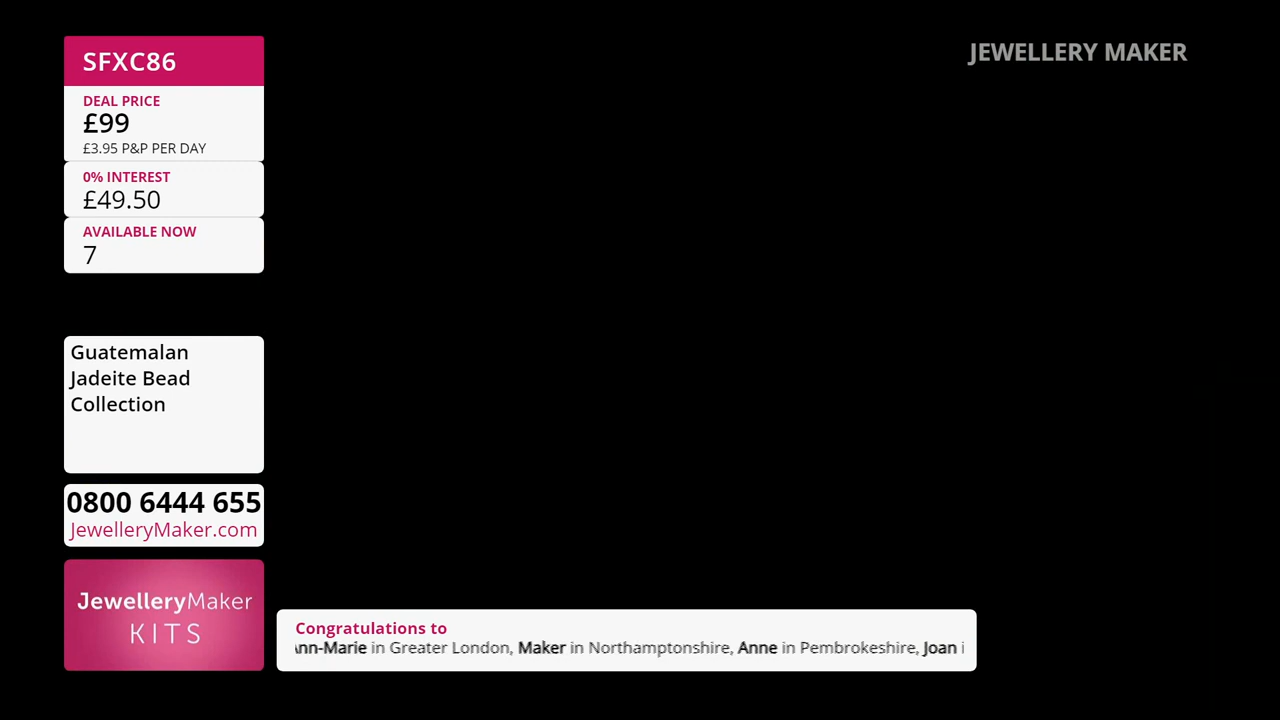 SFXC86
DEAL PRICE
£99
£3.95 P&P PER DAY
0% INTEREST
£49.50
AVAILABLE NOW
7
Guatemalan
Jadeite Bead
Collection
0800 6444 655
JewelleryMaker.com
JewelleryMaker
KITS
JEWELLERY MAKER
Congratulations to
Ann-Marie in Greater London, Maker in Northamptonshire, Anne in Pembrokeshire, Joan i